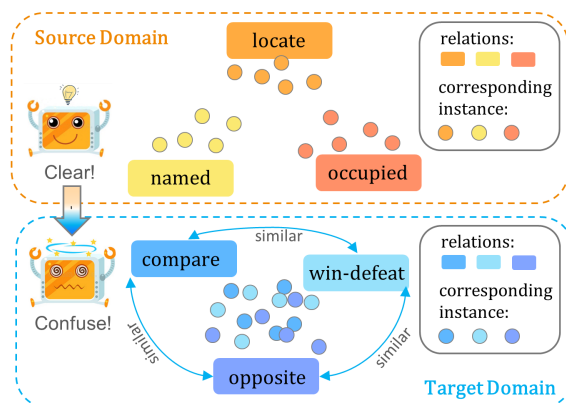 Source Domain
locate
relations:
corresponding
instance:
Clear!
named
occupied
similar
compare
win-defeat
relations:
corresponding
instance:
Confuse!
similar
similar
opposite
Target Domain